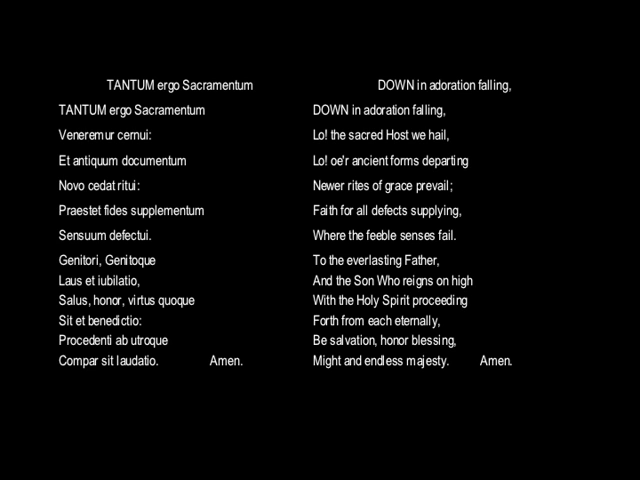 TANTUM ergo Sacramentum
TANTUM ergo Sacramentum
Veneremur cernui:
Et antiquum documentum
Novo cedat ritui:
Praestet fides supplementum
Sensuum defectui.
Genitori, Genitoque
Laus et iubilatio,
Salus, honor, virtus quoque
Sit et benedictio:
Procedenti ab utroque
Compar sit laudatio. Amen.
DOWN in adoration falling,
DOWN in adoration falling,
Lo! the sacred Host we hail,
Lo! oe'r ancient forms departing
Newer rites of grace prevail;
Faith for all defects supplying,
Where the feeble senses fail.
To the everlasting Father,
And the Son Who reigns on high
With the Holy Spirit proceeding
Forth from each eternally,
Be salvation, honor blessing,
Might and endless majesty. Amen.